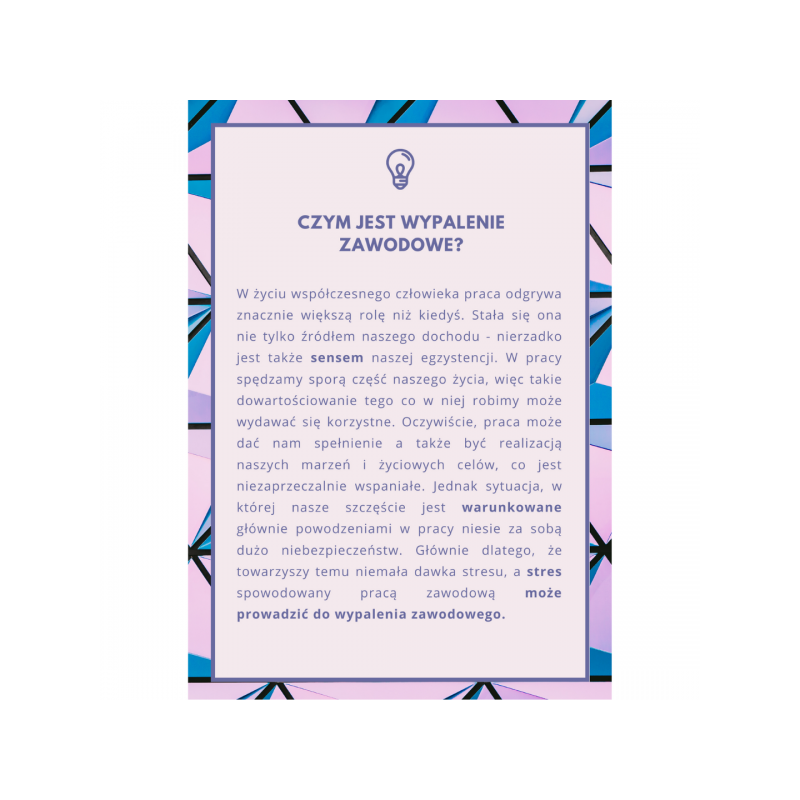 CZYM JEST WYPALENIE
ZAWODOWE?
W życiu współczesnego człowieka praca odgrywa
znacznie większą rolę niż kiedyś. Stała się ona
nie tylko źródłem naszego dochodu - nierzadko
jest także sensem naszej egzystencji. W pracy
spędzamy sporą część naszego życia, więc takie
dowartościowanie tego co w niej robimy może
wydawać się korzystne. Oczywiście, praca może
dać nam spełnienie a także być realizacją
naszych marzeń i życiowych celów, co jest
niezaprzeczalnie wspaniałe. Jednak sytuacja, w
której nasze szczęście jest warunkowane
głównie powodzeniami w pracy niesie za sobą
dużo niebezpieczeństw. Głównie dlatego, że
towarzyszy temu niemała dawka stresu, a stres
spowodowany pracą zawodową może
prowadzić do wypalenia zawodowego.